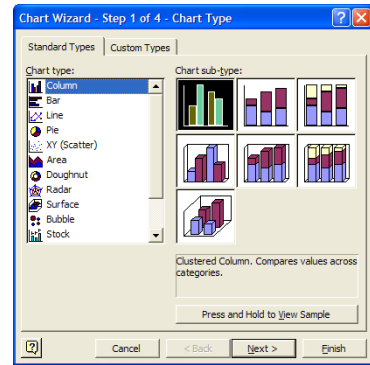 Chart Wizard - Step 1 of 4 - Chart Type
Standard Types Custom Types
Chart type:
Column
Bar
Line
Pie
XY (Scatter)
Area
Doughnut
Radar
Surface
Bubble
Stock
Chart sub-type:
Clustered Column. Compares values across
categories.
Press and Hold to View Sample
Cancel < Back Next > Finish